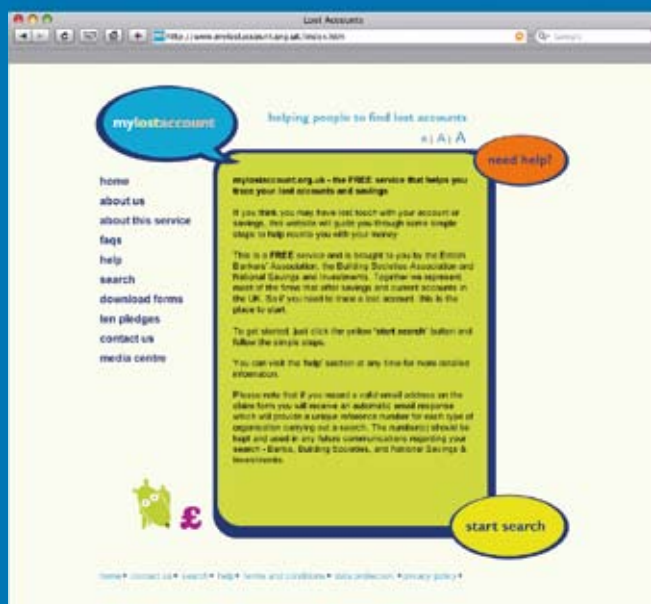 Lost Accounts
http://www.mylostaccount.org.uk/index.htm
mylostaccount
helping people to find lost accounts
A | A | A
need help?
home
about us
about this service
faqs
help
search
download forms
ten pledges
contact us
media centre
mylostaccount.org.uk - the FREE service that helps you
trace your lost accounts and savings
If you think you may have lost touch with your account or
savings, this website will guide you through some simple
steps to help reunite you with your money
This is a FREE service and is brought to you by the British
Bankers' Association, the Building Societies Association and
National Savings and Investments. Together we represent
most of the firms that offer savings and current accounts in
the UK. So if you need to trace a lost account, this is the
place to start.
To get started, just click the yellow 'start search' button and
follow the simple steps.
You can visit the 'help' section at any time for more detailed
information.
Please note that if you record a valid email address on the
claim form you will receive an automatic email response
which will provide a unique reference number for each type of
organisation carrying out a search. The number(s) should be
kept and used in any future communications regarding your
search - Banks, Building Societies, and National Savings &
Investments.
£
start search
home • contact us • search • help • terms and conditions • data protection • privacy policy •